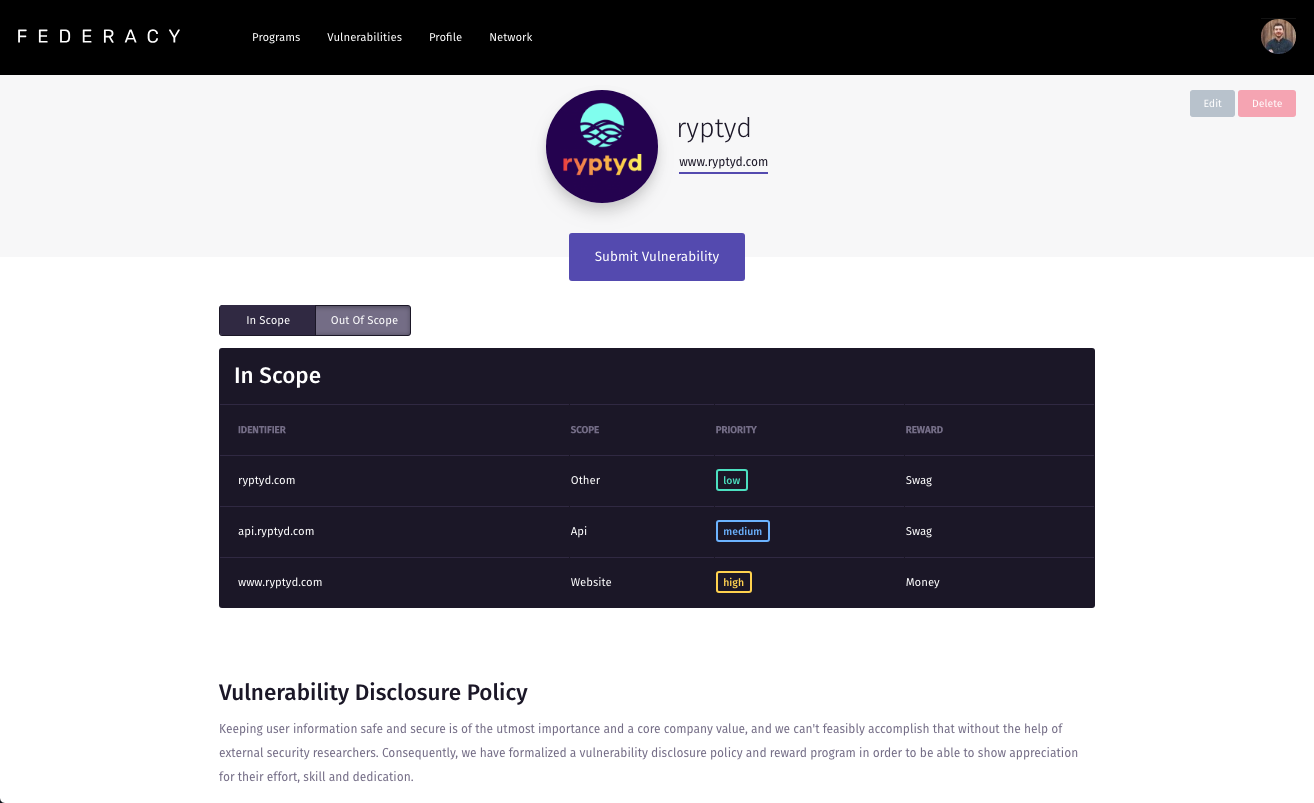 FEDERACY
Programs
Vulnerabilities
Profile
Network
Edit
Delete
ryptyd
ryptyd
www.ryptyd.com
Submit Vulnerability
In Scope
Out Of Scope
In Scope
IDENTIFIER SCOPE PRIORITY REWARD
ryptyd.com Other low Swag
api.ryptyd.com Api medium Swag
www.ryptyd.com Website high Money
Vulnerability Disclosure Policy
Keeping user information safe and secure is of the utmost importance and a core company value, and we can't feasibly accomplish that without the help of
external security researchers. Consequently, we have formalized a vulnerability disclosure policy and reward program in order to be able to show appreciation
for their effort, skill and dedication.